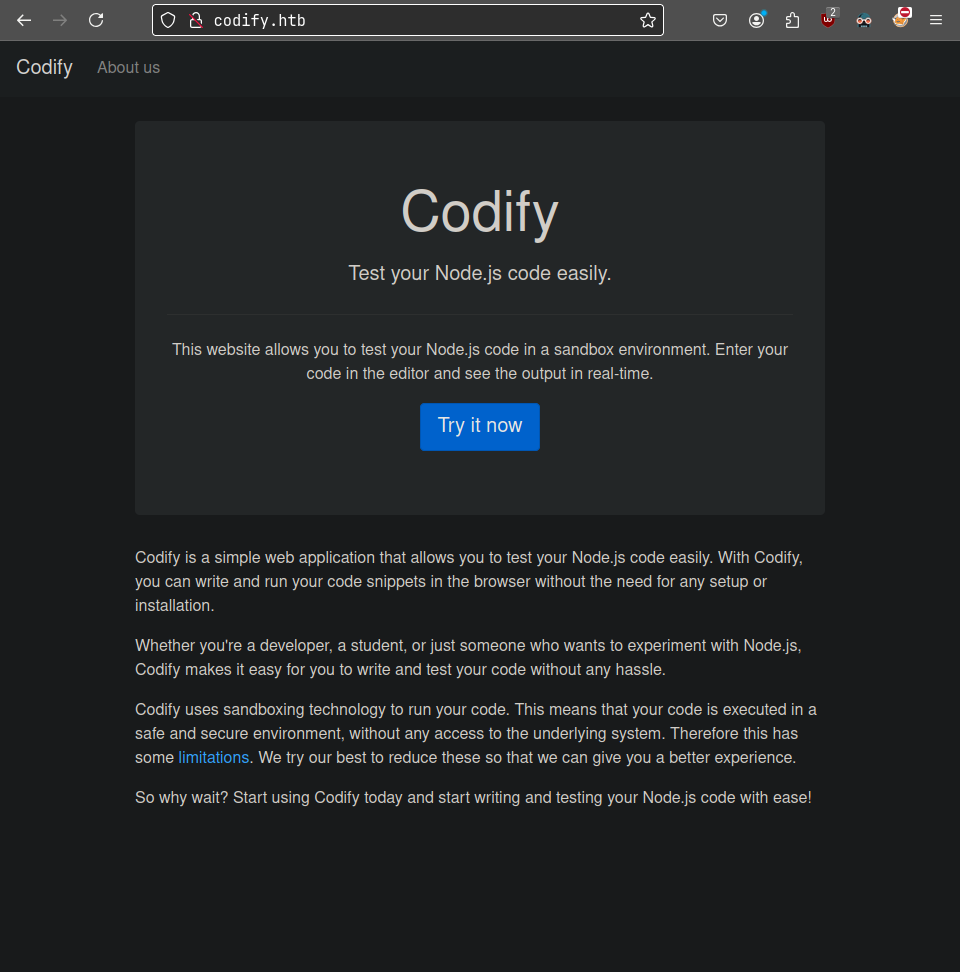 codify.htb
2
Codify About us
Codify
Test your Node.js code easily.
This website allows you to test your Node.js code in a sandbox environment. Enter your
code in the editor and see the output in real-time.
Try it now
Codify is a simple web application that allows you to test your Node.js code easily. With Codify,
you can write and run your code snippets in the browser without the need for any setup or
installation.
Whether you're a developer, a student, or just someone who wants to experiment with Node.js,
Codify makes it easy for you to write and test your code without any hassle.
Codify uses sandboxing technology to run your code. This means that your code is executed in a
safe and secure environment, without any access to the underlying system. Therefore this has
some limitations. We try our best to reduce these so that we can give you a better experience.
So why wait? Start using Codify today and start writing and testing your Node.js code with ease!